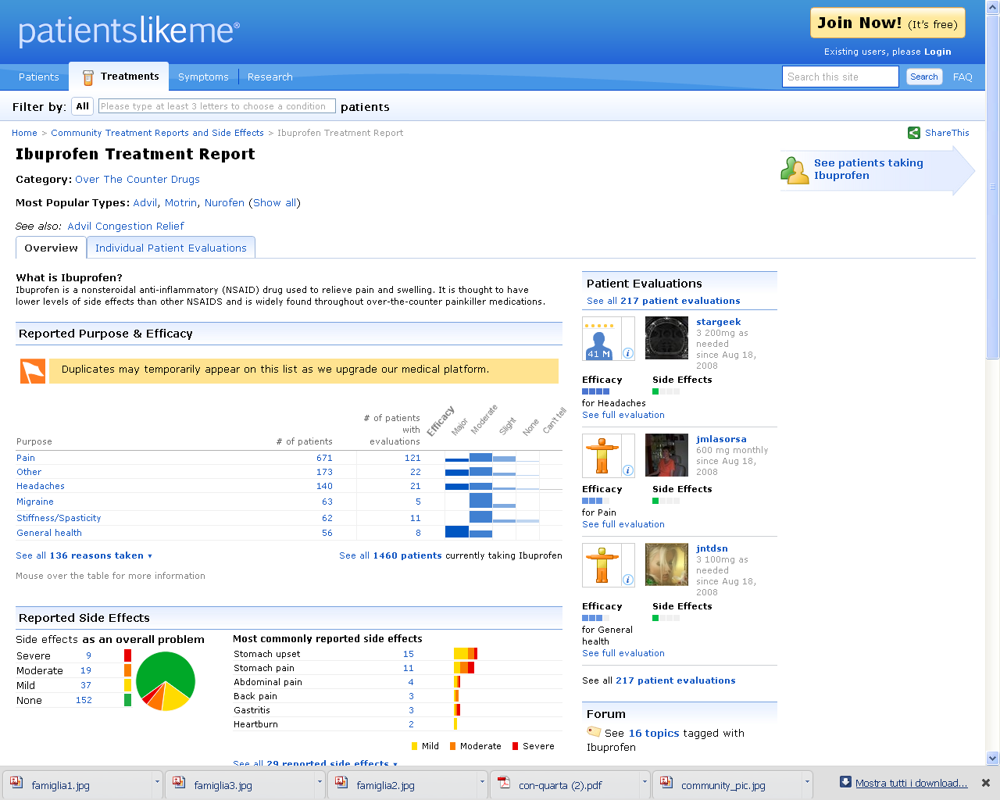 patientslikeme®
Join Now! (It's free)
Existing users, please Login
Patients
Treatments
Symptoms
Research
Search this site
Search
FAQ
Filter by: All Please type at least 3 letters to choose a condition patients
Home > Community Treatment Reports and Side Effects > Ibuprofen Treatment Report
ShareThis
Ibuprofen Treatment Report
See patients taking
Ibuprofen
Category: Over The Counter Drugs
Most Popular Types: Advil, Motrin, Nurofen (Show all)
See also: Advil Congestion Relief
Overview
Individual Patient Evaluations
What is Ibuprofen?
Ibuprofen is a nonsteroidal anti-inflammatory (NSAID) drug used to relieve pain and swelling. It is thought to have
lower levels of side effects than other NSAIDS and is widely found throughout over-the-counter painkiller medications.
Reported Purpose & Efficacy
Duplicates may temporarily appear on this list as we upgrade our medical platform.
Purpose
# of patients
# of patients
with
evaluations
Efficacy
Major
Moderate
Slight
None
Can't tell
Pain 671 121
Other 173 22
Headaches 140 21
Migraine 63 5
Stiffness/Spasticity 62 11
General health 56 8
See all 136 reasons taken ▾
See all 1460 patients currently taking Ibuprofen
Mouse over the table for more information
Reported Side Effects
Side effects as an overall problem
Severe 9
Moderate 19
Mild 37
None 152
Most commonly reported side effects
Stomach upset 15
Stomach pain 11
Abdominal pain 4
Back pain 3
Gastritis 3
Heartburn 2
Mild Moderate Severe
See all 29 reported side effects ▾
Patient Evaluations
See all 217 patient evaluations
41 M
i
stargeek
3 200mg as
needed
since Aug 18,
2008
Efficacy
Side Effects
for Headaches
See full evaluation
i
jmlasorsa
600 mg monthly
since Aug 18,
2008
Efficacy
Side Effects
for Pain
See full evaluation
i
jntdsn
3 100mg as
needed
since Aug 18,
2008
Efficacy
Side Effects
for General
health
See full evaluation
See all 217 patient evaluations
Forum
See 16 topics tagged with
Ibuprofen
famiglia1.jpg
famiglia3.jpg
famiglia2.jpg
con-quarta (2).pdf
community_pic.jpg
Mostra tutti i download...